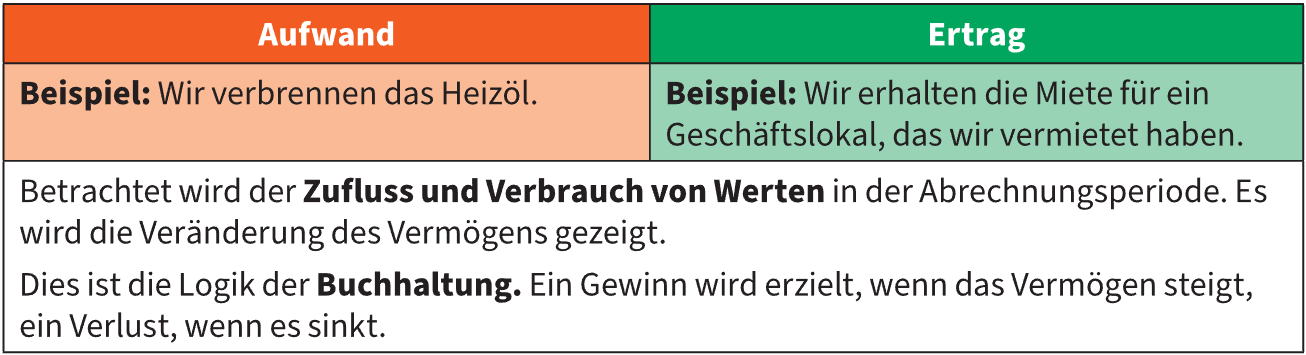 Aufwand
Ertrag
Beispiel: Wir verbrennen das Heizöl.
Beispiel: Wir erhalten die Miete für ein
Geschäftslokal, das wir vermietet haben.
Betrachtet wird der Zufluss und Verbrauch von Werten in der Abrechnungsperiode. Es
wird die Veränderung des Vermögens gezeigt.
Dies ist die Logik der Buchhaltung. Ein Gewinn wird erzielt, wenn das Vermögen steigt,
ein Verlust, wenn es sinkt.